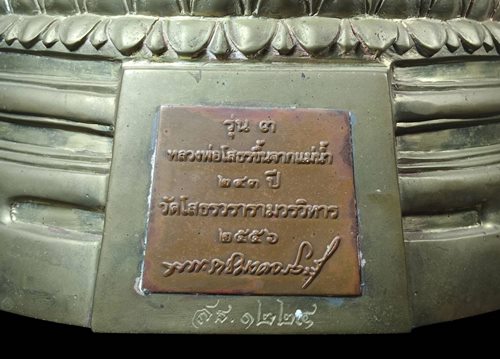 รุ่น ๓
หลวงพ่อโสธรขึ้นจากแม่น้ำ
๒๔๓ ปี
วัดโสธรวรารามวรวิหาร
๒๕๕๖
สธ. ๑๒๒๕